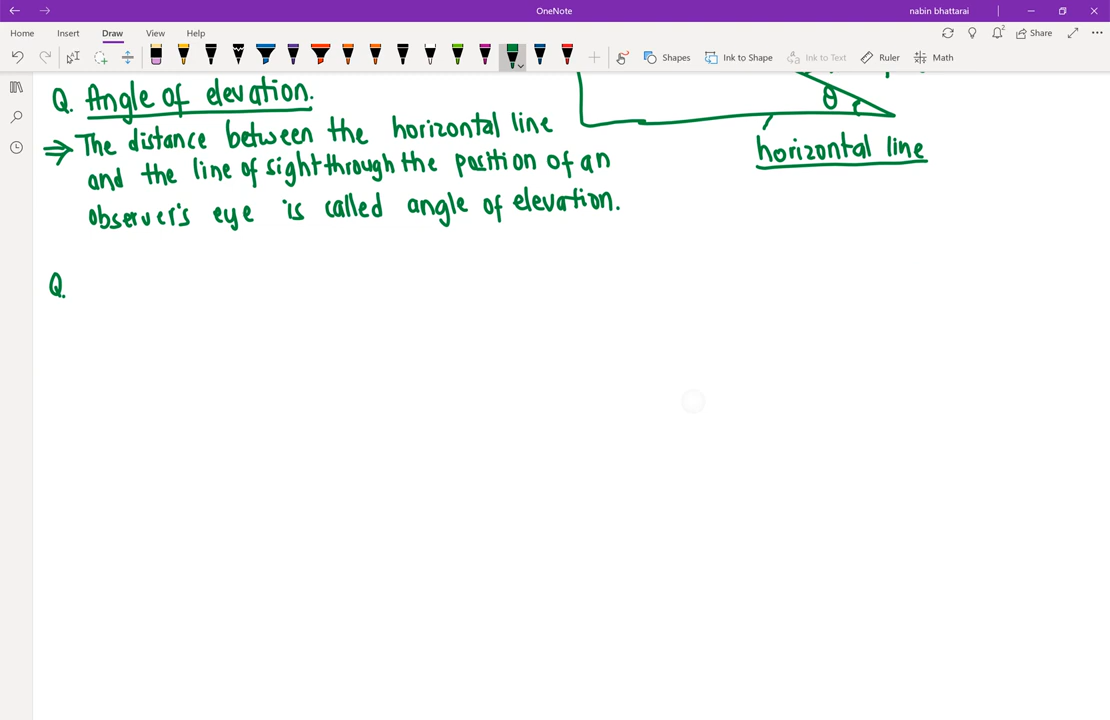 OneNote
nabin bhattarai
Home Insert Draw View Help
Share
Shapes Ink to Shape Ink to Text Ruler Math
θ
Q. Angle of elevation.
horizontal line
⇒ The distance between the horizontal line
and the line of sight through the position of an
observer's eye is called angle of elevation.
Q.